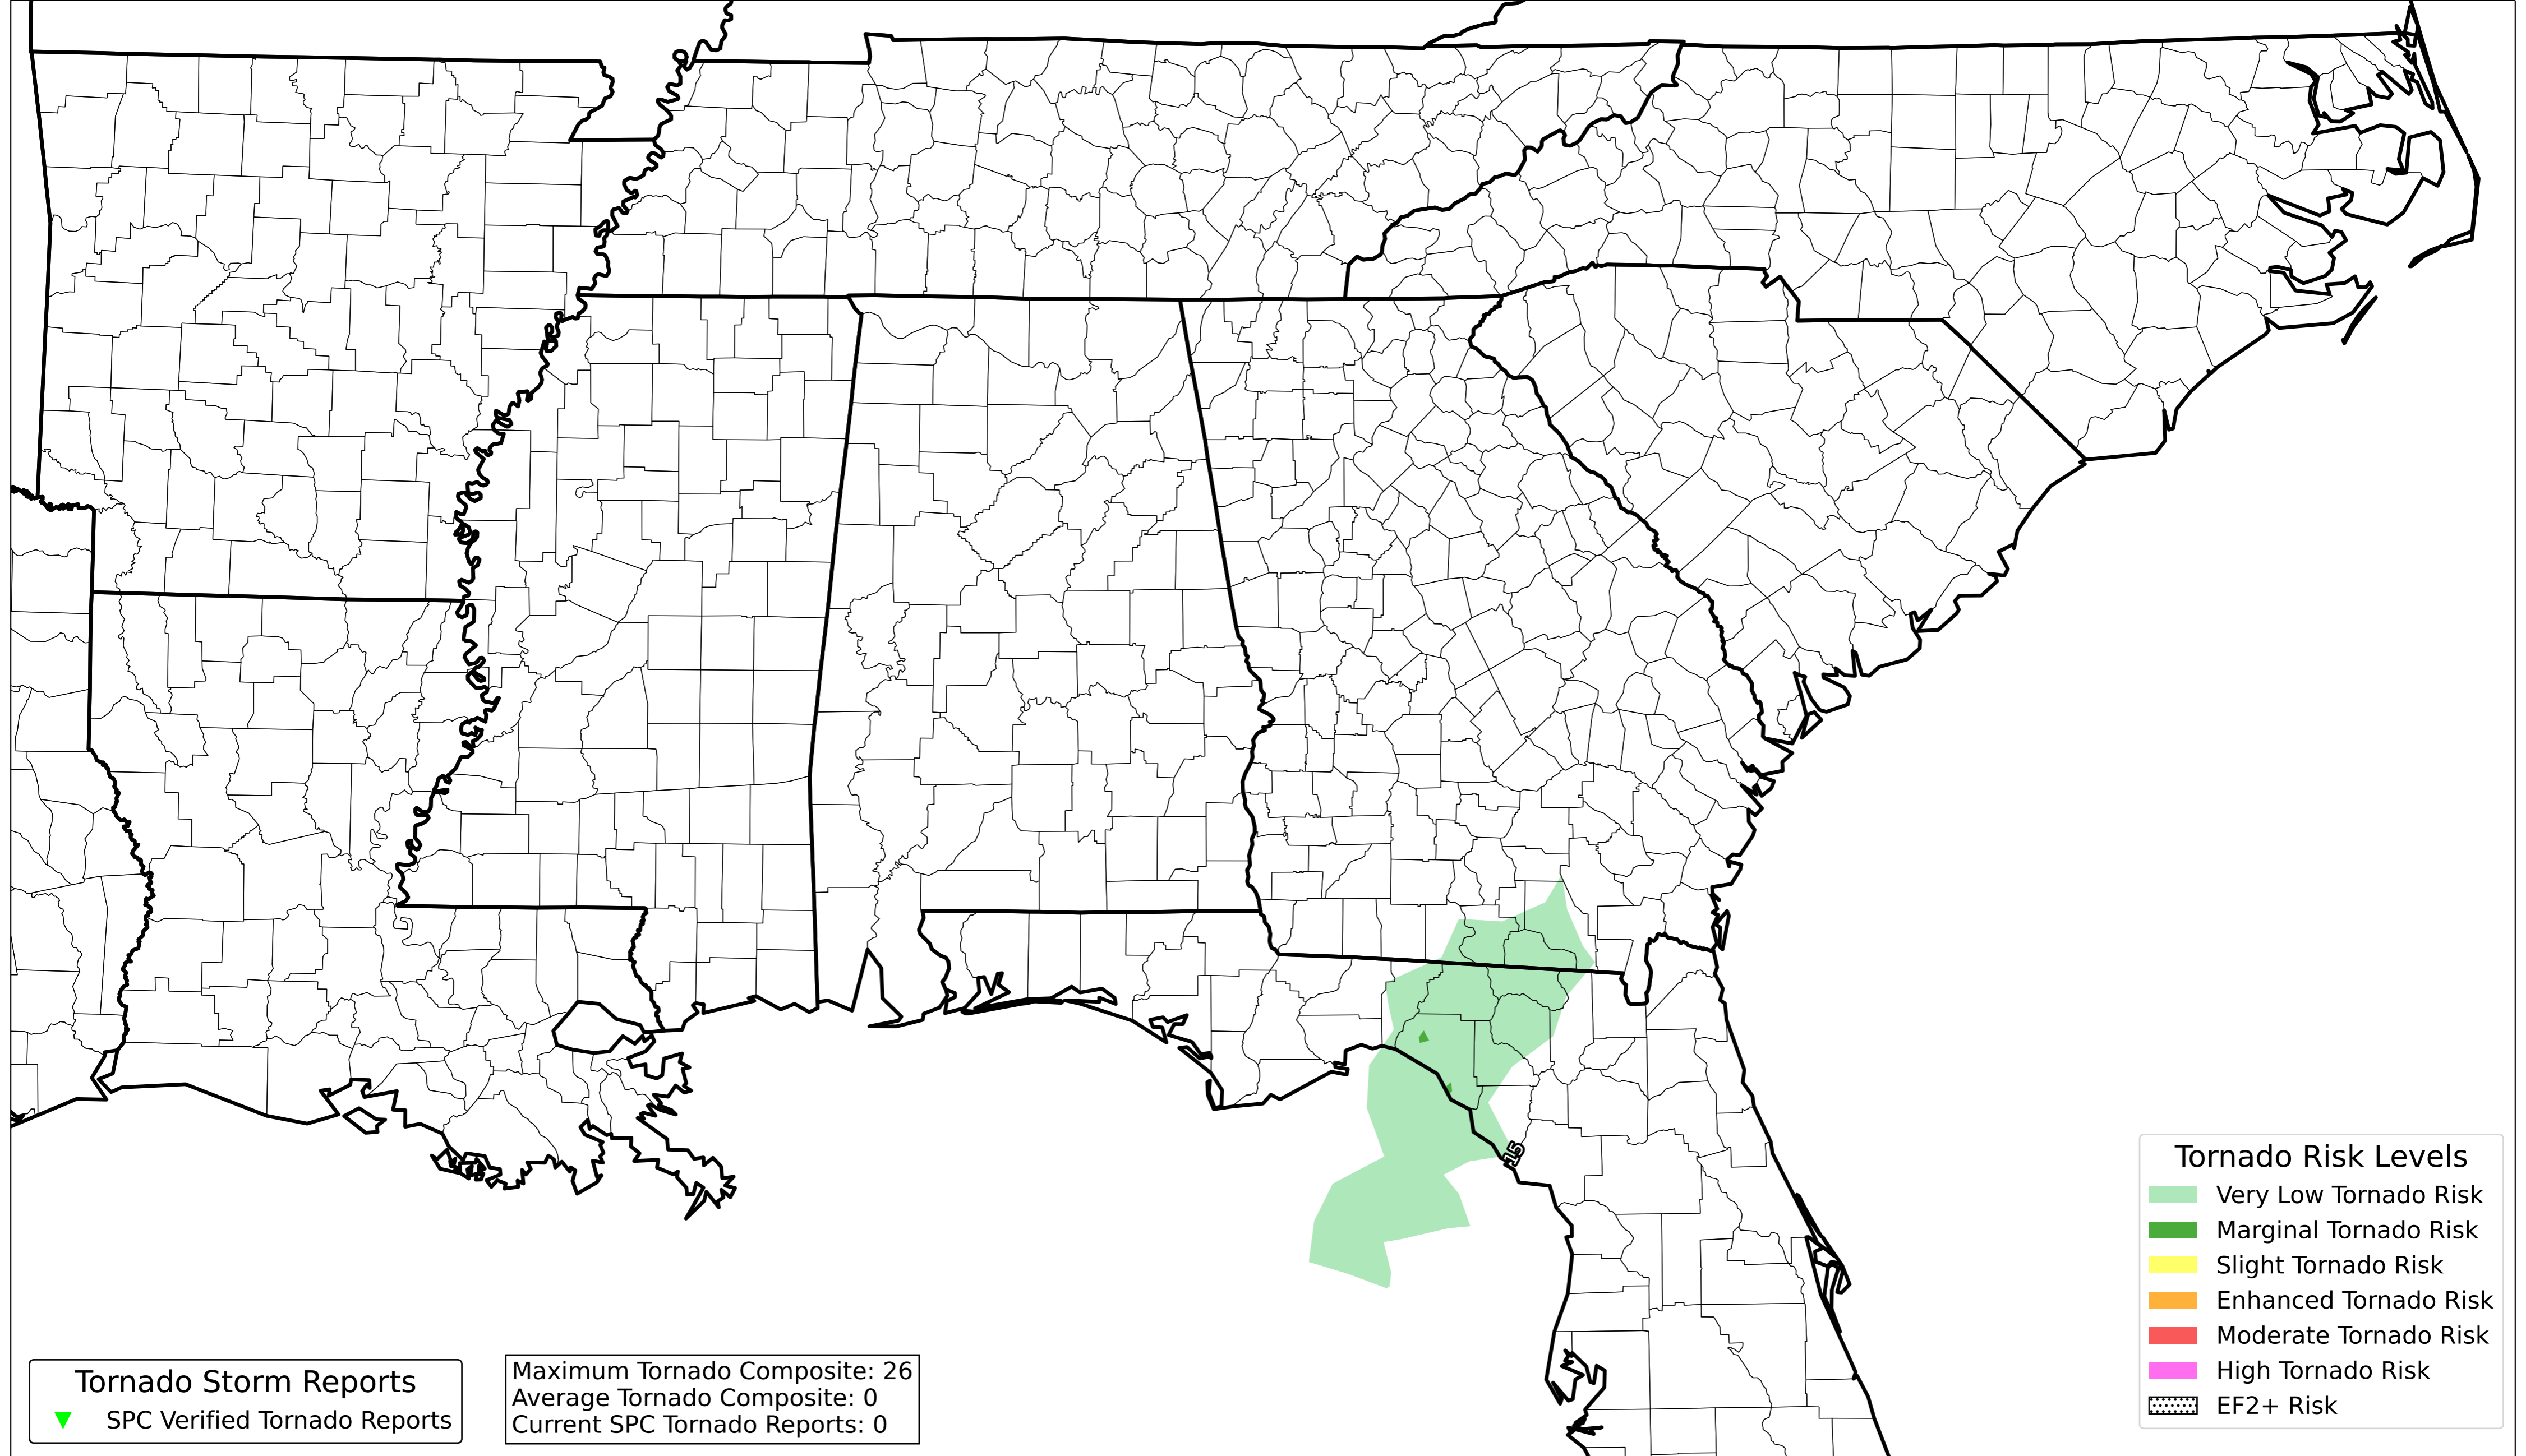 15
Tornado Risk Levels
Very Low Tornado Risk
Marginal Tornado Risk
Slight Tornado Risk
Enhanced Tornado Risk
Moderate Tornado Risk
High Tornado Risk
EF2+ Risk
Tornado Storm Reports
SPC Verified Tornado Reports
Maximum Tornado Composite: 26
Average Tornado Composite: 0
Current SPC Tornado Reports: 0